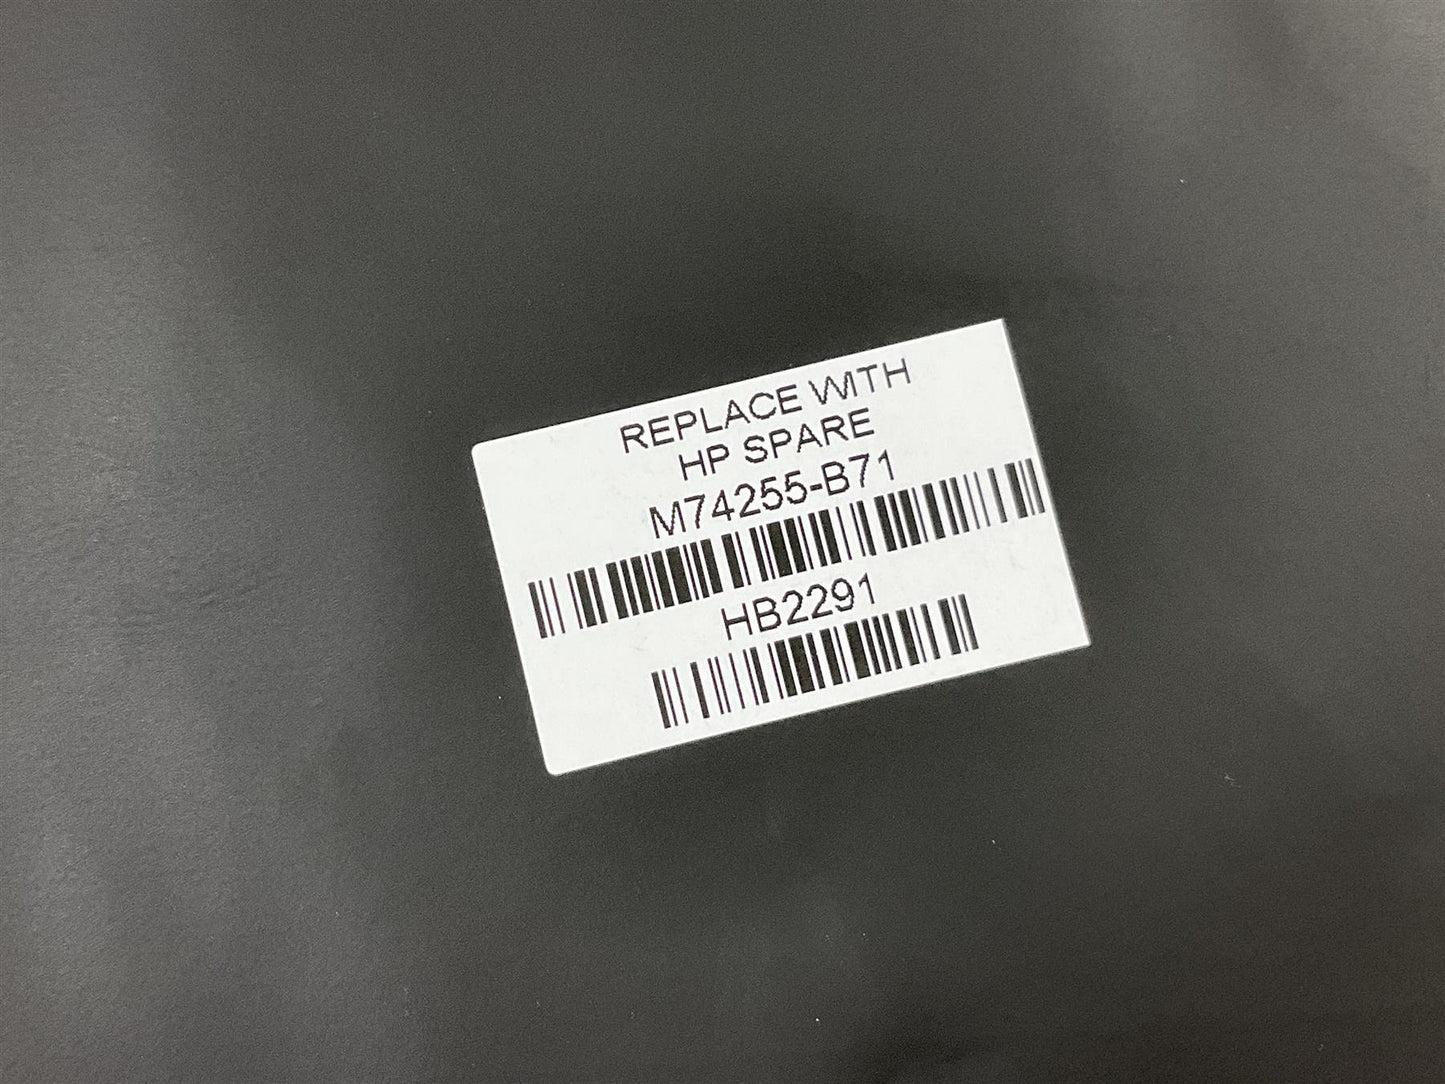 REPLACE WITH
HP SPARE
M74255-B71
HB2291